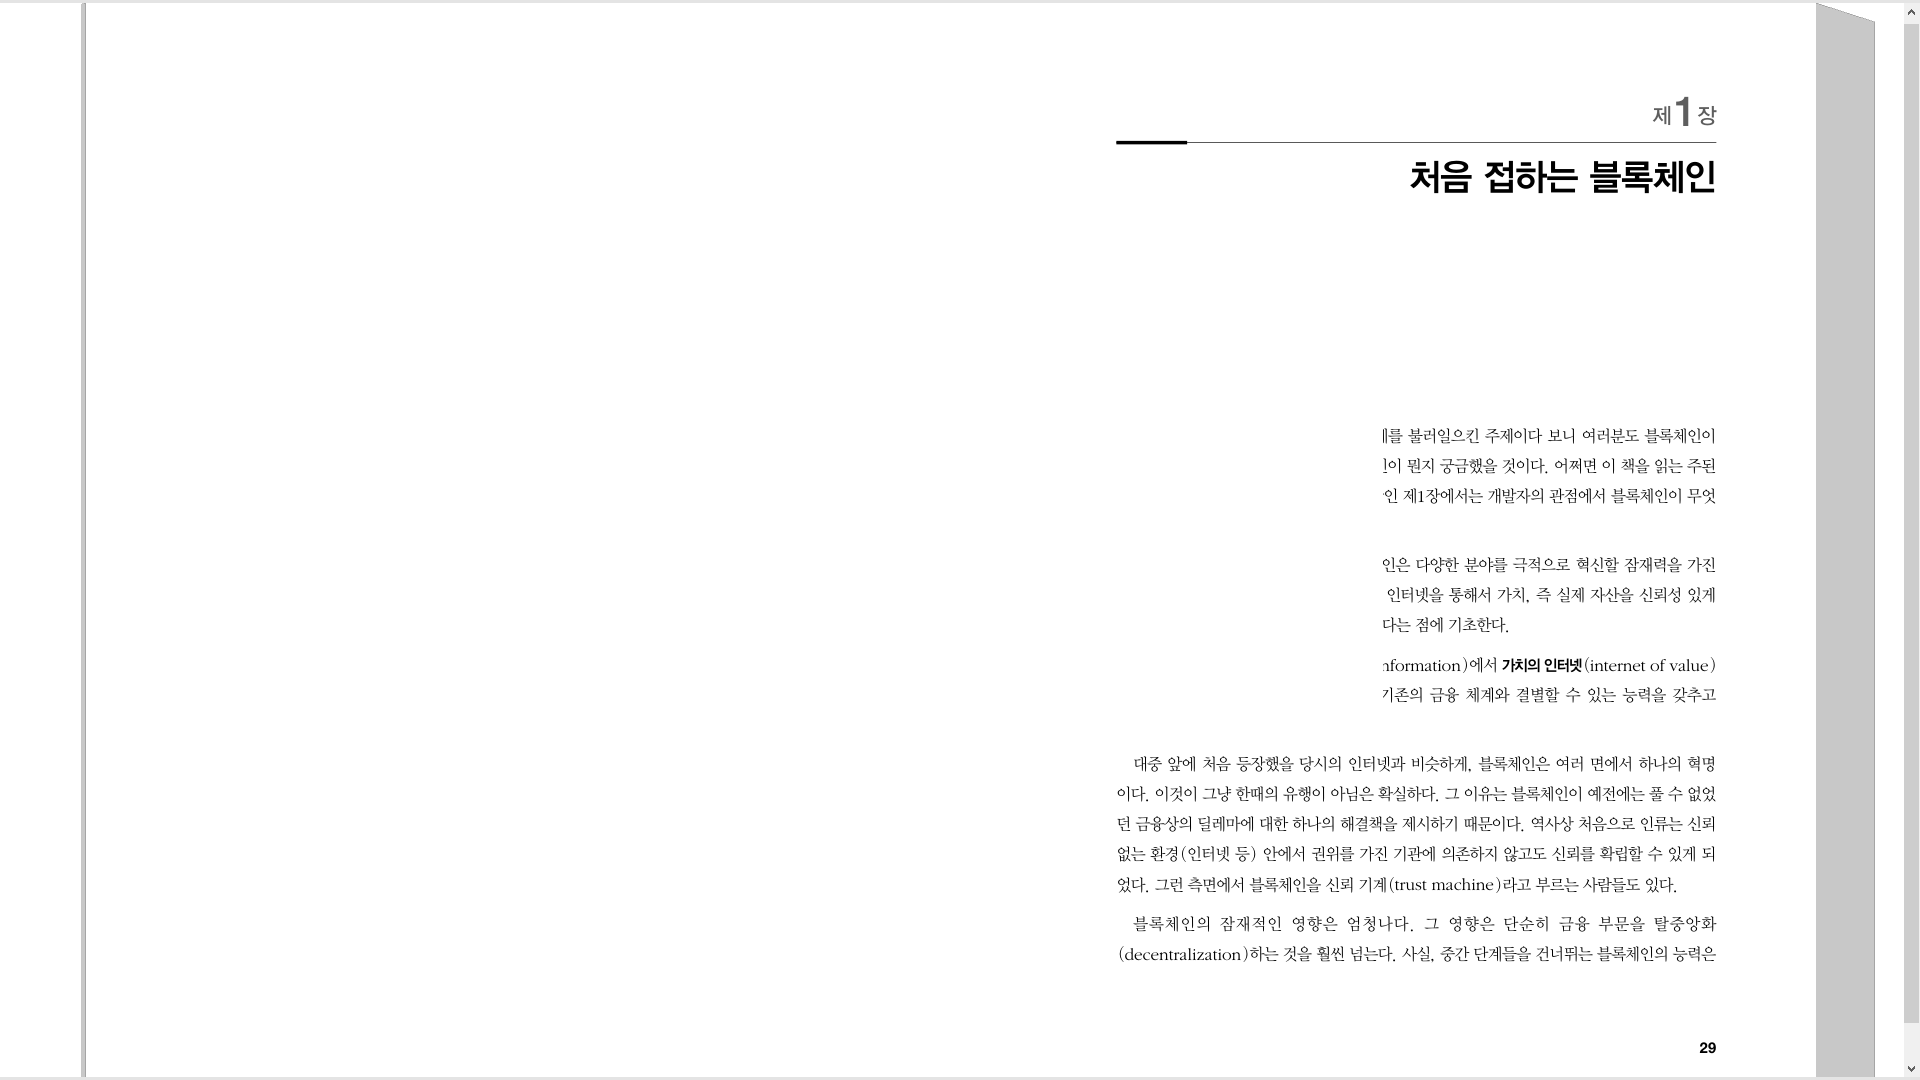 제1장
처음 접하는 블록체인
를 불러일으킨 주제이다 보니 여러분도 블록체인이
이 뭔지 궁금했을 것이다. 어쩌면 이 책을 읽는 주된
인 제1장에서는 개발자의 관점에서 블록체인이 무엇
인은 다양한 분야를 극적으로 혁신할 잠재력을 가진
인터넷을 통해서 가치, 즉 실제 자산을 신뢰성 있게
다는 점에 기초한다.
nformation)에서 가치의 인터넷(internet of value)
기존의 금융 체계와 결별할 수 있는 능력을 갖추고
대중 앞에 처음 등장했을 당시의 인터넷과 비슷하게, 블록체인은 여러 면에서 하나의 혁명
이다. 이것이 그냥 한때의 유행이 아님은 확실하다. 그 이유는 블록체인이 예전에는 풀 수 없었
던 금융상의 딜레마에 대한 하나의 해결책을 제시하기 때문이다. 역사상 처음으로 인류는 신뢰
없는 환경(인터넷 등) 안에서 권위를 가진 기관에 의존하지 않고도 신뢰를 확립할 수 있게 되
었다. 그런 측면에서 블록체인을 신뢰 기계(trust machine)라고 부르는 사람들도 있다.
블록체인의 잠재적인 영향은 엄청나다. 그 영향은 단순히 금융 부문을 탈중앙화
(decentralization)하는 것을 훨씬 넘는다. 사실, 중간 단계들을 건너뛰는 블록체인의 능력은
29